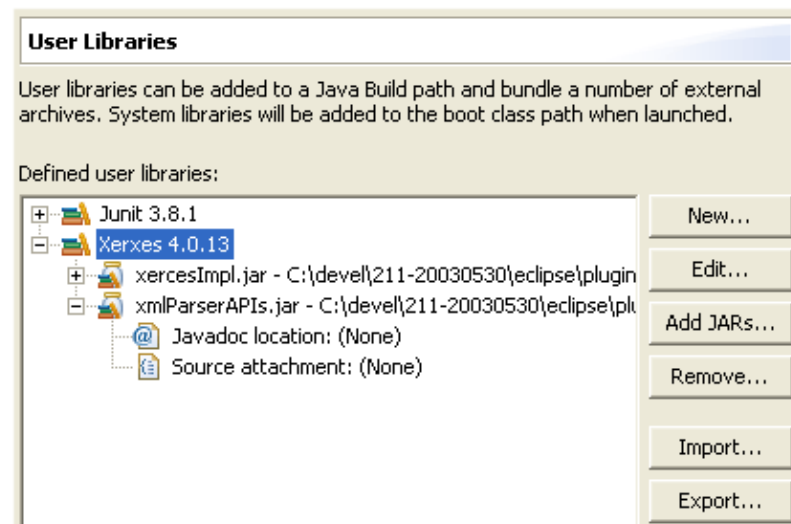 User Libraries
User libraries can be added to a Java Build path and bundle a number of external
archives. System libraries will be added to the boot class path when launched.
Defined user libraries:
Junit 3.8.1
Xerxes 4.0.13
xercesImpl.jar - C:\devel\211-20030530\eclipse\plugin
xmlParserAPIs.jar - C:\devel\211-20030530\eclipse\plu
Javadoc location: (None)
Source attachment: (None)
New...
Edit...
Add JARs...
Remove...
Import...
Export...